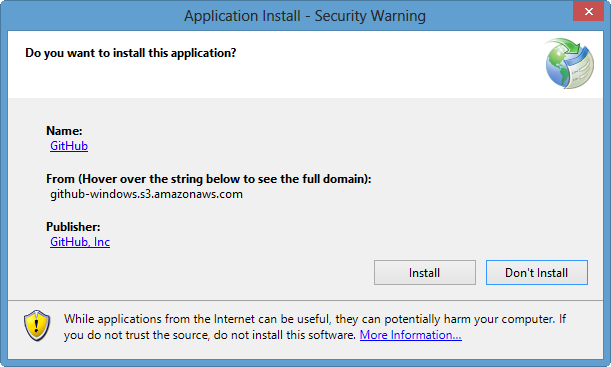 Application Install - Security Warning
Do you want to install this application?
Name:
GitHub
From (Hover over the string below to see the full domain):
github-windows.s3.amazonaws.com
Publisher:
GitHub, Inc
Install
Don't Install
While applications from the Internet can be useful, they can potentially harm your computer. If
you do not trust the source, do not install this software. More Information...